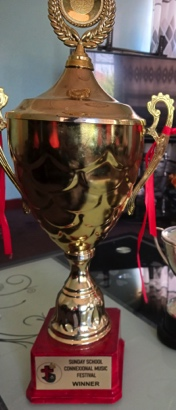 SUNDAY SCHOOL
CONNEXIONAL MUSIC
FESTIVAL
WINNER